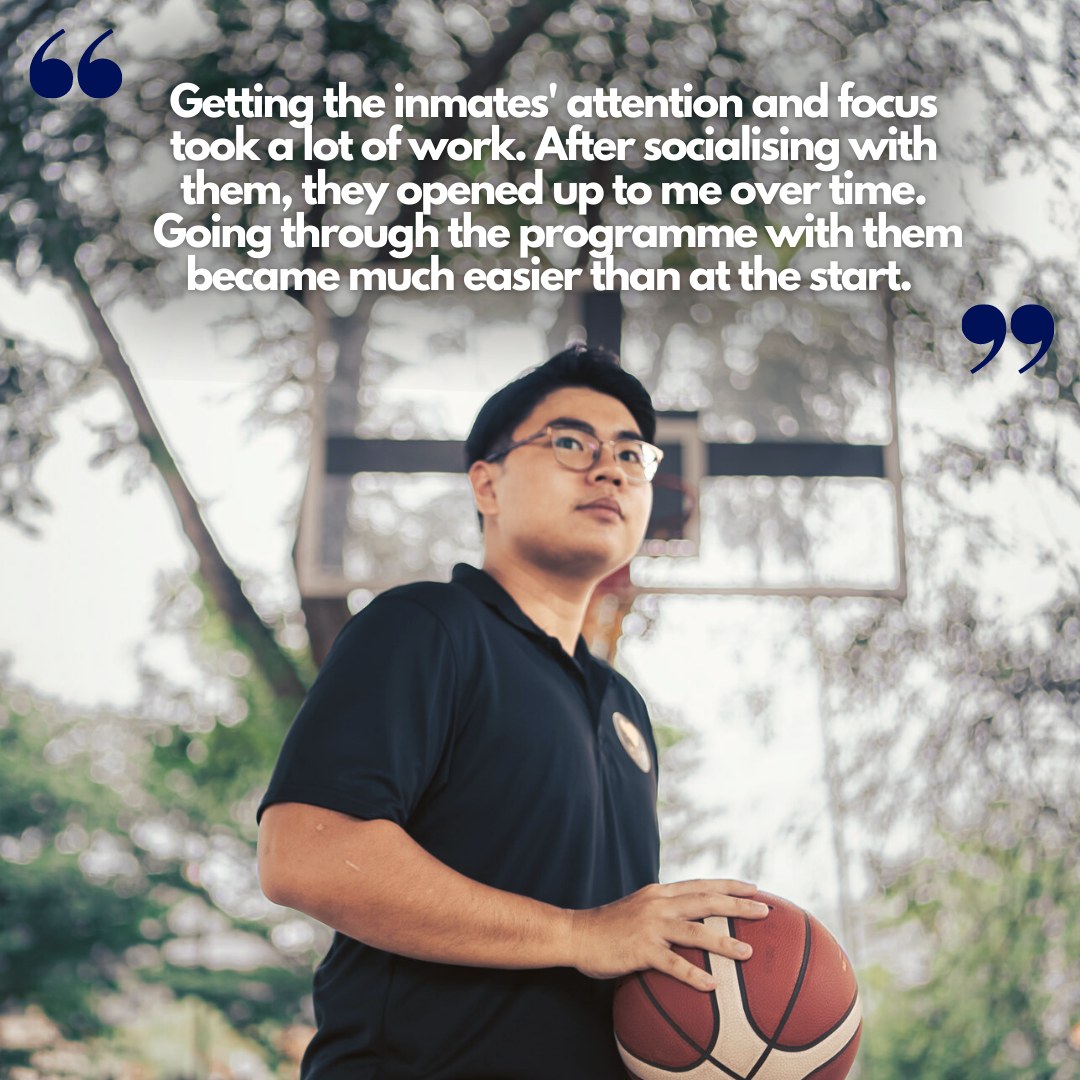 Getting the inmates' attention and focus
took a lot of work. After socialising with
them, they opened up to me over time.
Going through the programme with them
became much easier than at the start.